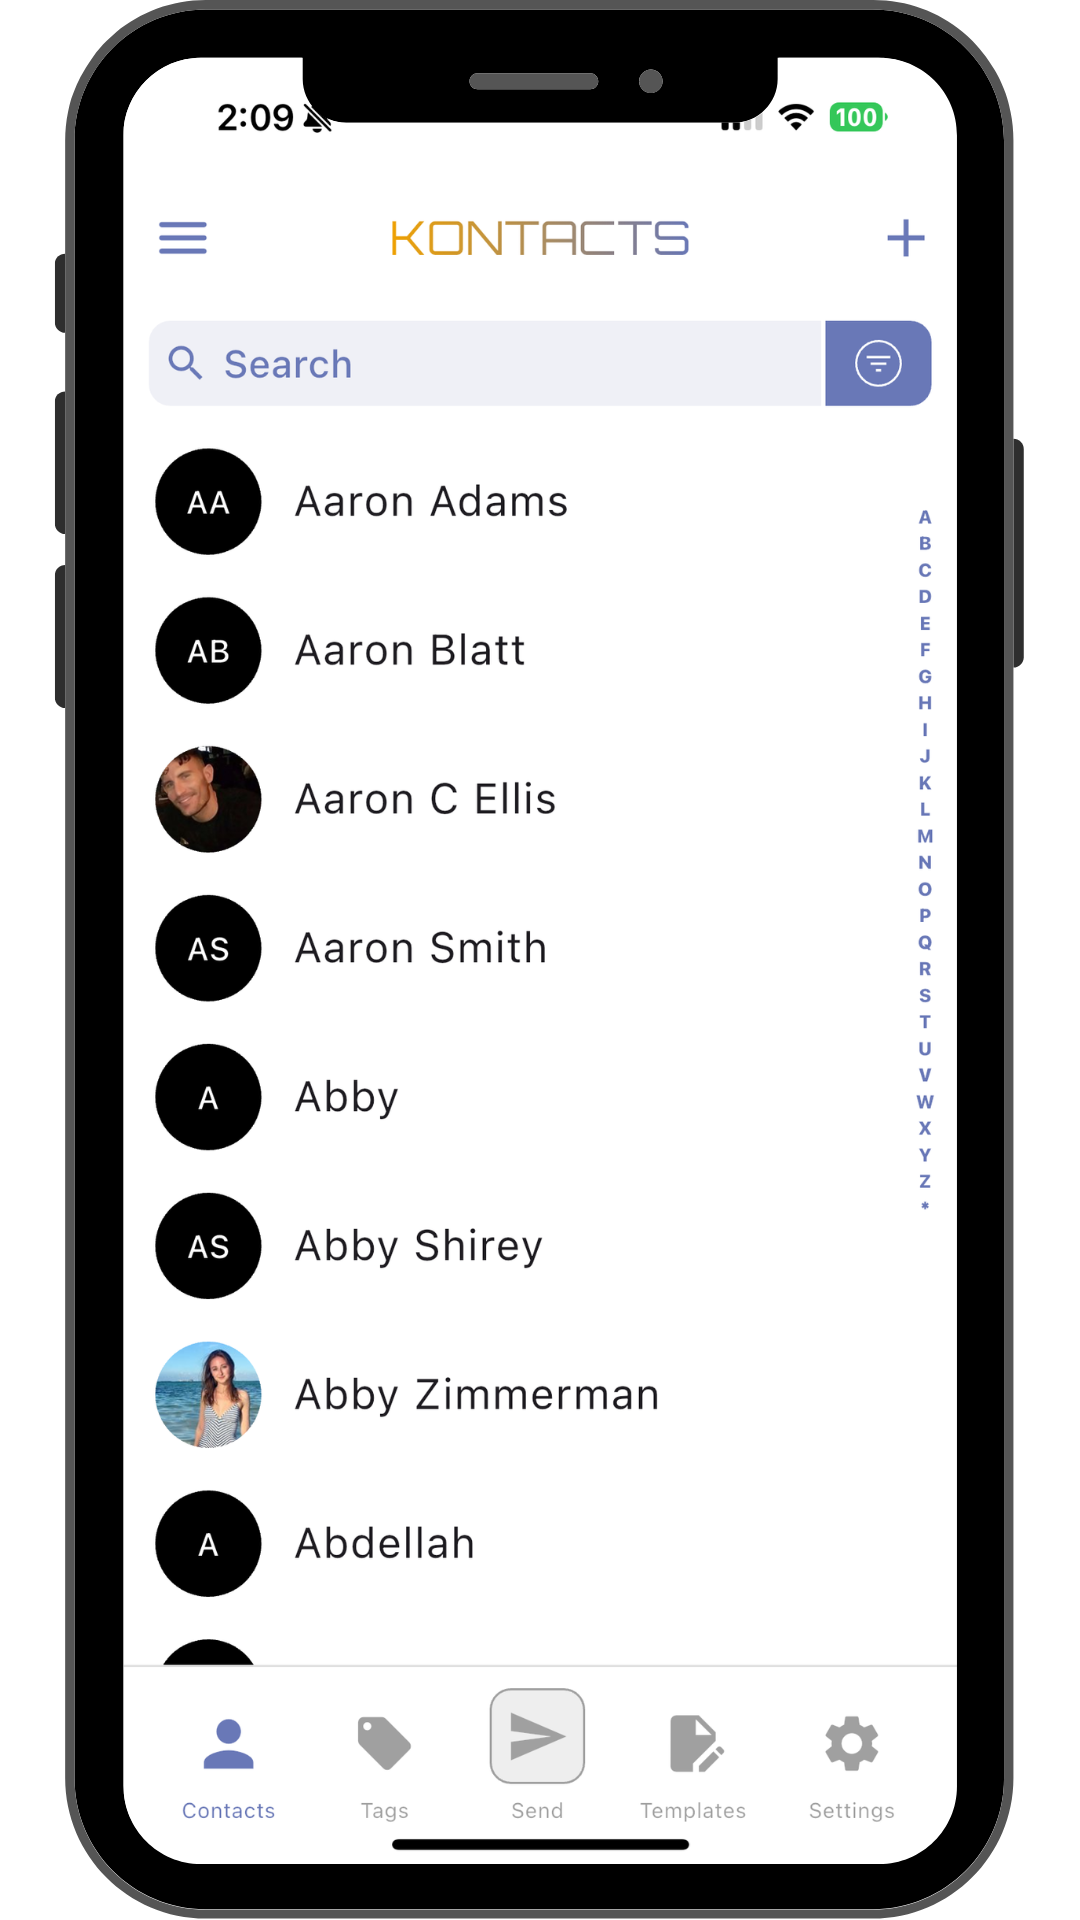 2:09 100
KONTACTS
Search
AA Aaron Adams
AB Aaron Blatt
Aaron C Ellis
AS Aaron Smith
A Abby
AS Abby Shirey
Abby Zimmerman
A Abdellah
A
B
C
D
E
F
G
H
I
J
K
L
M
N
O
P
Q
R
S
T
U
V
W
X
Y
Z
*
Contacts Tags Send Templates Settings